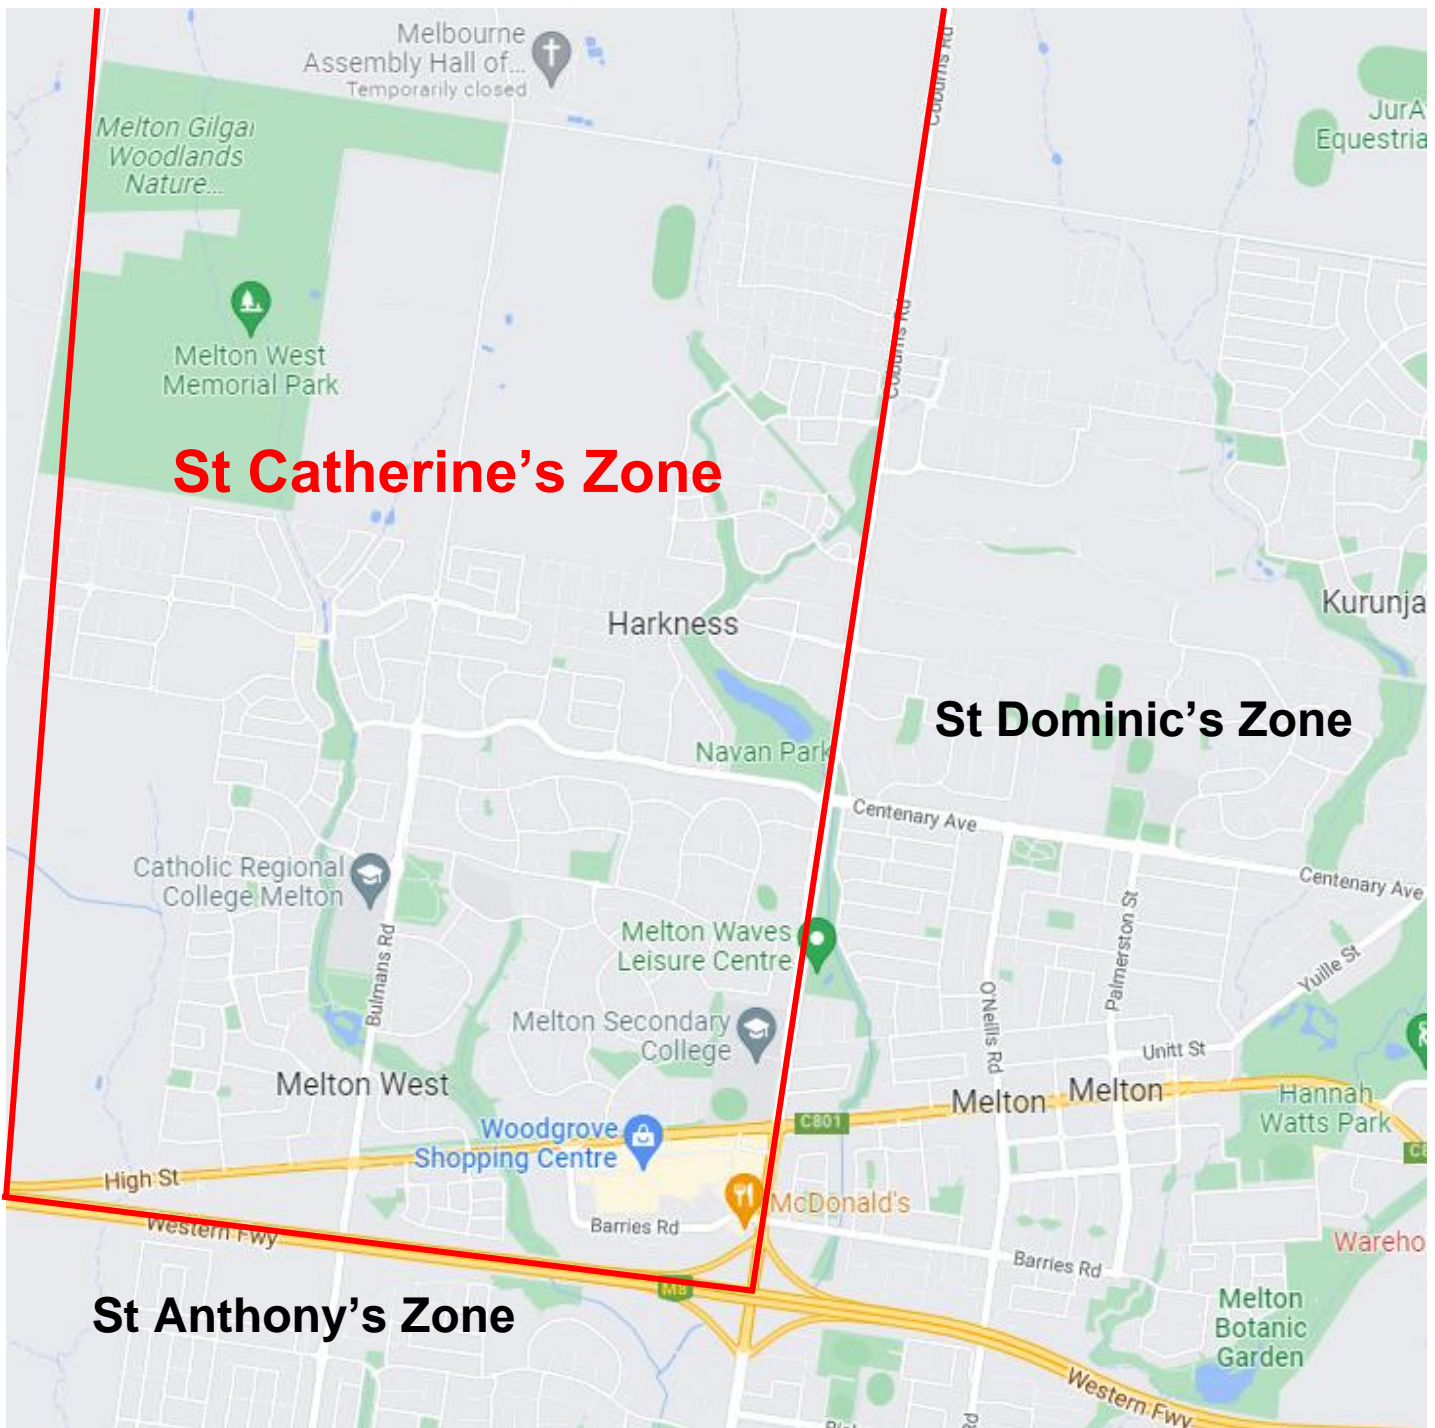 Melbourne
Assembly Hall of...
Temporarily closed
Coburns Rd
JurA
Equestria
Melton Gilgai
Woodlands
Nature...
Melton West
Memorial Park
Coburns Rd
St Catherine’s Zone
Harkness
Kurunja
St Dominic’s Zone
Navan Park
Centenary Ave
Centenary Ave
Catholic Regional
College Melton
Palmerston St
Bulmans Rd
Melton Waves
Leisure Centre
Yuille St
O'Neills Rd
Melton Secondary
College
Unitt St
Melton West
Melton
Melton
Hannah
Watts Park
Woodgrove
Shopping Centre
C801
High St
McDonald's
Western Fwy
Barries Rd
Wareho
Barries Rd
M8
St Anthony’s Zone
Melton
Botanic
Garden
Western Fwy
Rd